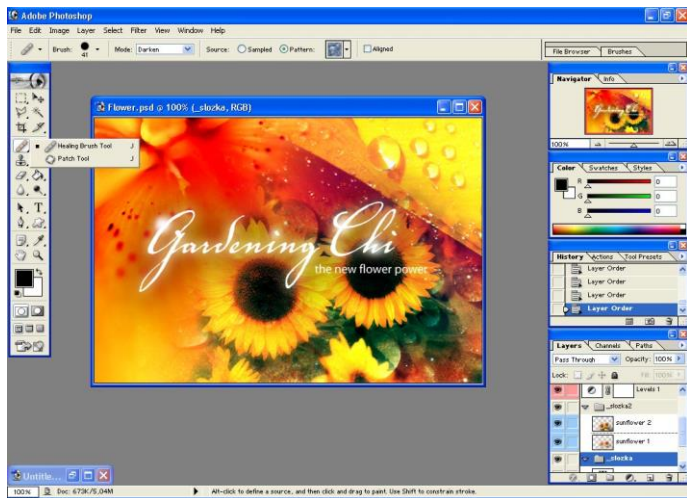 Adobe Photoshop
File Edit Image Layer Select Filter View Window Help
Brush: 41 Mode: Darken Source: Sampled Pattern: Aligned
File Browser Brushes
Flower.psd @ 100% (_slozka, RGB)
Healing Brush Tool J
Patch Tool J
Gardening Chi
the new flower power
Navigator Info
100%
Color Swatches Styles
R 0
G 0
B 0
History Actions Tool Presets
Layer Order
Layer Order
Layer Order
Layer Order
Layers Channels Paths
Pass Through Opacity: 100%
Lock: Fill: 100%
Levels 1
_slozka2
sunflower 2
sunflower 1
_slozka
Untitle...
100% Doc: 673K/5,04M Alt-click to define a source, and then click and drag to paint. Use Shift to constrain stroke.